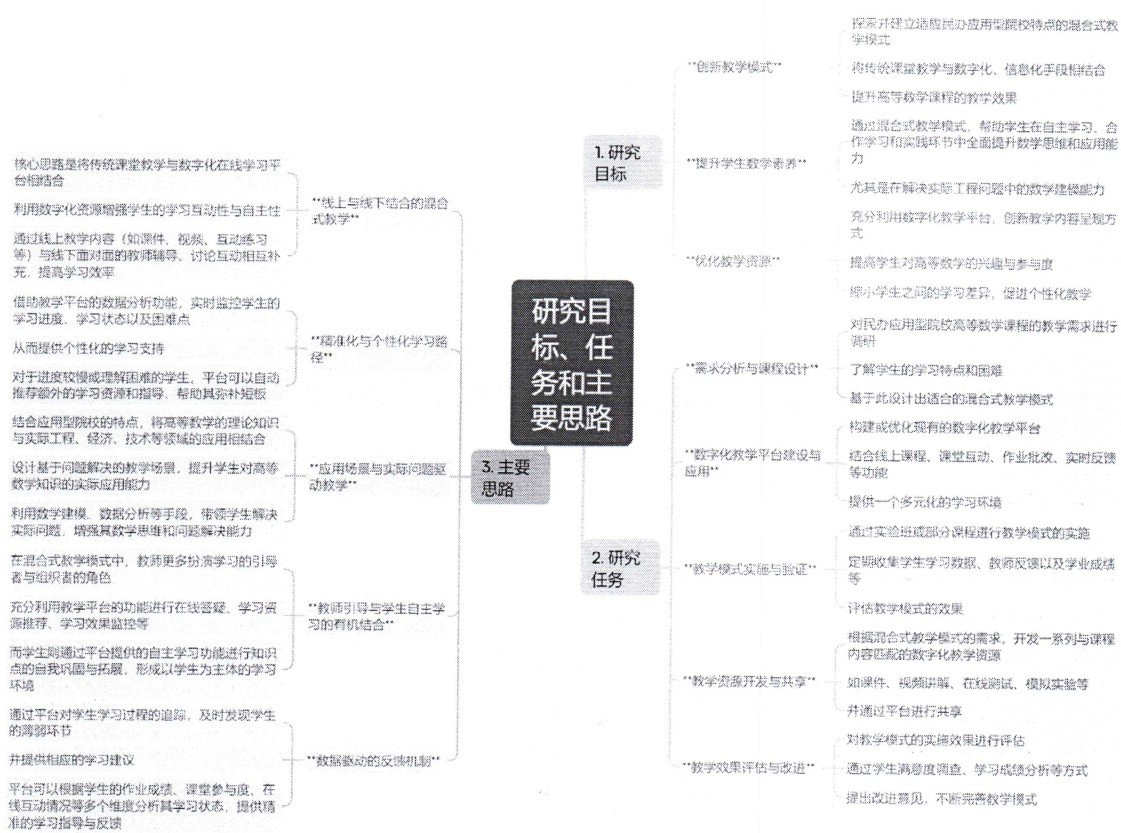 研究目
标、任
务和主
要思路
1. 研究
目标
**创新教学模式**
探索并建立适应民办应用型院校特点的混合式教
学模式
将传统课堂教学与数字化、信息化手段相结合
提升高等数学课程的教学效果
**提升学生数学素养**
通过混合式教学模式，帮助学生在自主学习、合
作学习和实践环节中全面提升数学思维和应用能
力
尤其是在解决实际工程问题中的数学建模能力
**优化教学资源**
充分利用数字化教学平台，创新教学内容呈现方
式
提高学生对高等数学的兴趣与参与度
缩小学生之间的学习差异，促进个性化教学
2. 研究
任务
**需求分析与课程设计**
对民办应用型院校高等数学课程的教学需求进行
调研
了解学生的学习特点和困难
基于此设计出适合的混合式教学模式
**数字化教学平台建设与
应用**
构建或优化现有的数字化教学平台
结合线上课程、课堂互动、作业批改、实时反馈
等功能
提供一个多元化的学习环境
**教学模式实施与验证**
通过实验班或部分课程进行教学模式的实施
定期收集学生学习数据、教师反馈以及学业成绩
等
评估教学模式的效果
**教学资源开发与共享**
根据混合式教学模式的需求，开发一系列与课程
内容匹配的数字化教学资源
如课件、视频讲解、在线测试、模拟实验等
并通过平台进行共享
**教学效果评估与改进**
对教学模式的实施效果进行评估
通过学生满意度调查、学习成绩分析等方式
提出改进意见，不断完善教学模式
3. 主要
思路
**线上与线下结合的混合
式教学**
核心思路是将传统课堂教学与数字化在线学习平
台相结合
利用数字化资源增强学生的学习互动性与自主性
通过线上教学内容（如课件、视频、互动练习
等）与线下面对面的教师辅导、讨论互动相互补
充，提高学习效率
**精准化与个性化学习路
径**
借助教学平台的数据分析功能，实时监控学生的
学习进度、学习状态以及困难点
从而提供个性化的学习支持
对于进度较慢或理解困难的学生，平台可以自动
推荐额外的学习资源和指导，帮助其弥补短板
**应用场景与实际问题驱
动教学**
结合应用型院校的特点，将高等数学的理论知识
与实际工程、经济、技术等领域的应用相结合
设计基于问题解决的教学场景，提升学生对高等
数学知识的实际应用能力
利用数学建模、数据分析等手段，带领学生解决
实际问题，增强其数学思维和问题解决能力
**教师引导与学生自主学
习的有机结合**
在混合式教学模式中，教师更多扮演学习的引导
者与组织者的角色
充分利用教学平台的功能进行在线答疑、学习资
源推荐、学习效果监控等
而学生则通过平台提供的自主学习功能进行知识
点的自我巩固与拓展，形成以学生为主体的学习
环境
**数据驱动的反馈机制**
通过平台对学生学习过程的追踪，及时发现学生
的薄弱环节
并提供相应的学习建议
平台可以根据学生的作业成绩、课堂参与度、在
线互动情况等多个维度分析其学习状态，提供精
准的学习指导与反馈